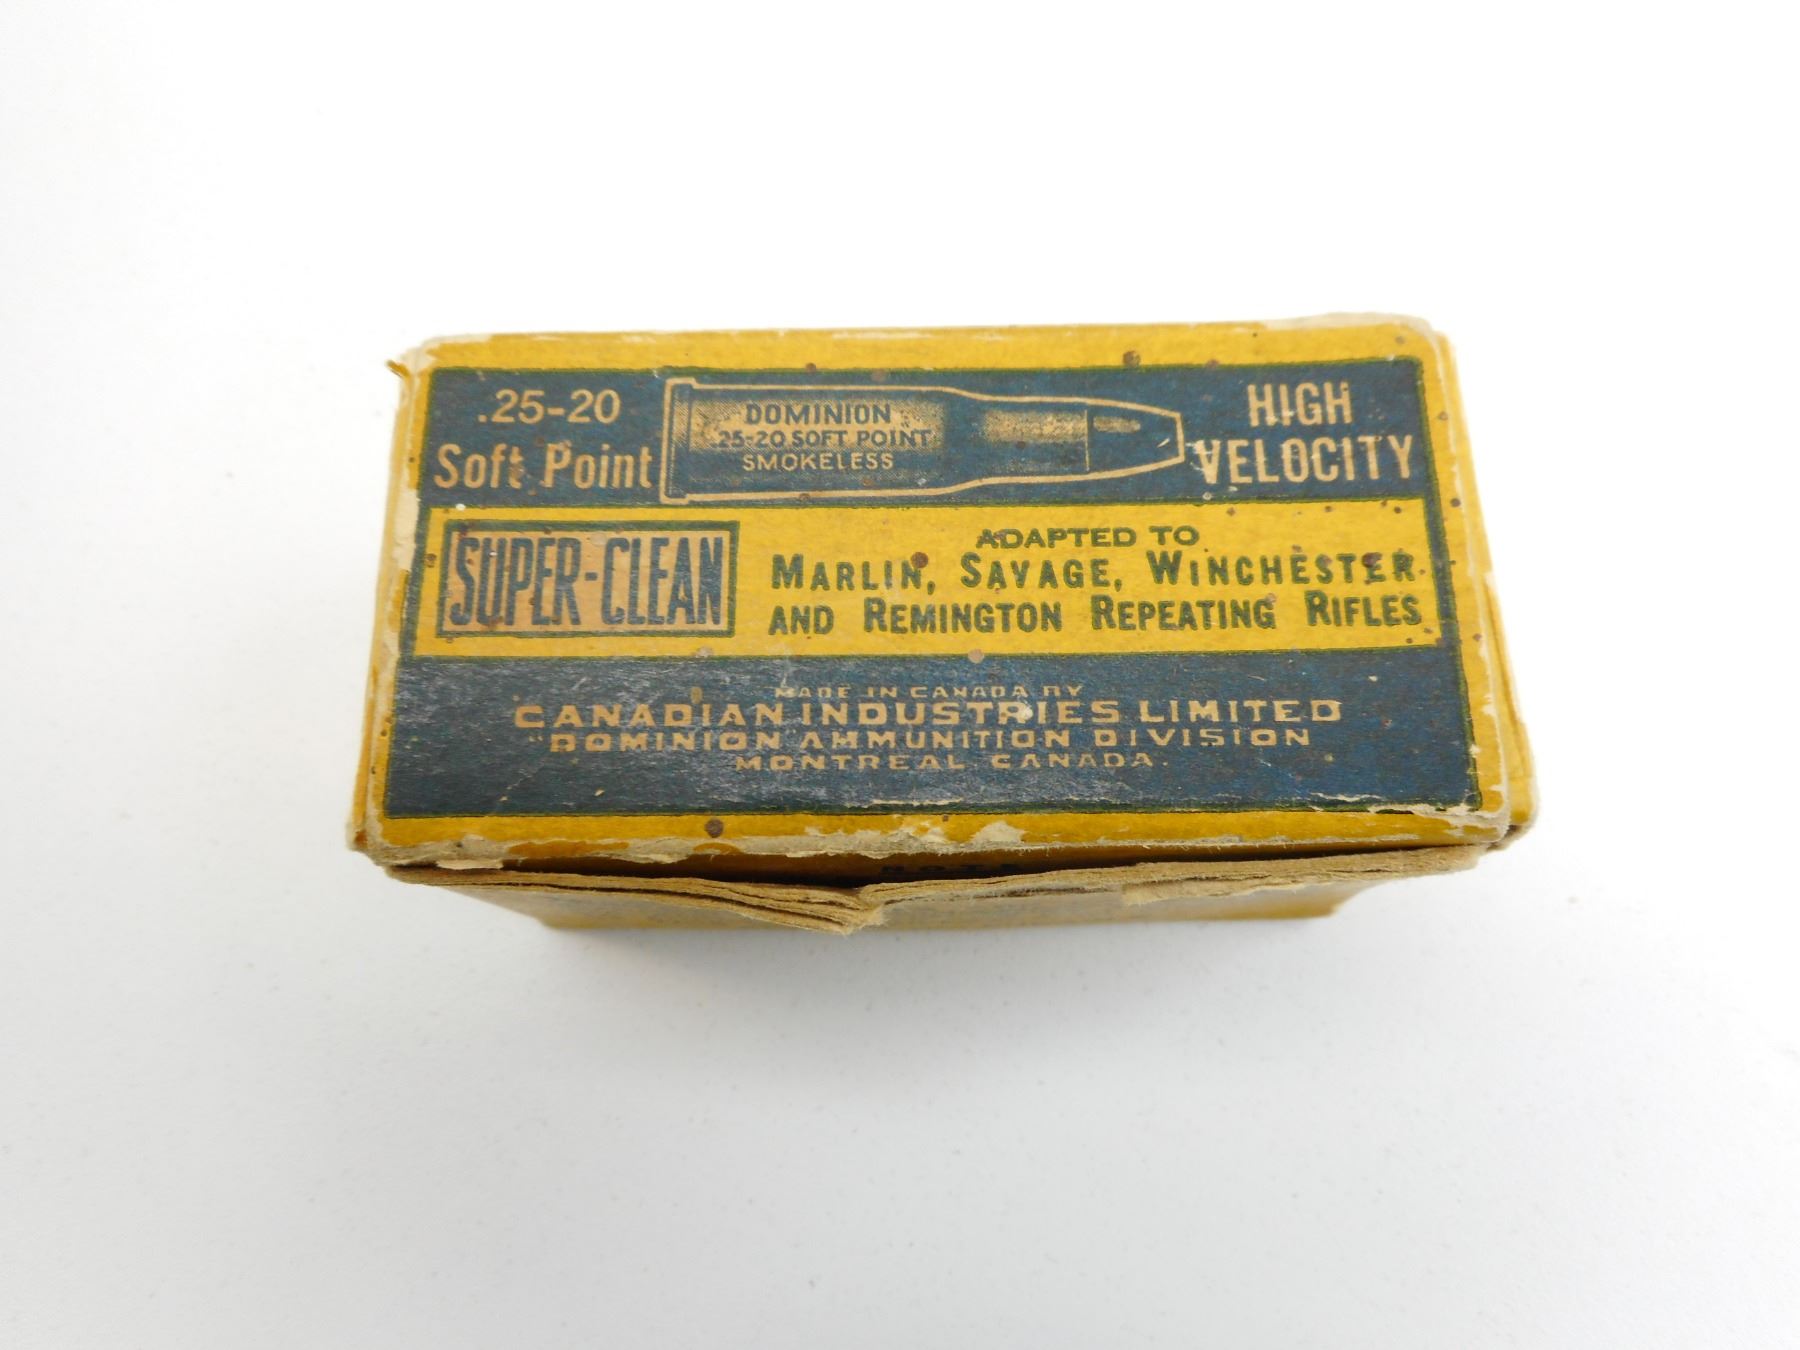 .25-20
Soft Point
DOMINION
.25-20 SOFT POINT
SMOKELESS
HIGH
VELOCITY
SUPER-CLEAN
ADAPTED TO
MARLIN, SAVAGE, WINCHESTER
AND REMINGTON REPEATING RIFLES
MADE IN CANADA BY
CANADIAN INDUSTRIES LIMITED
DOMINION AMMUNITION DIVISION
MONTREAL CANADA.